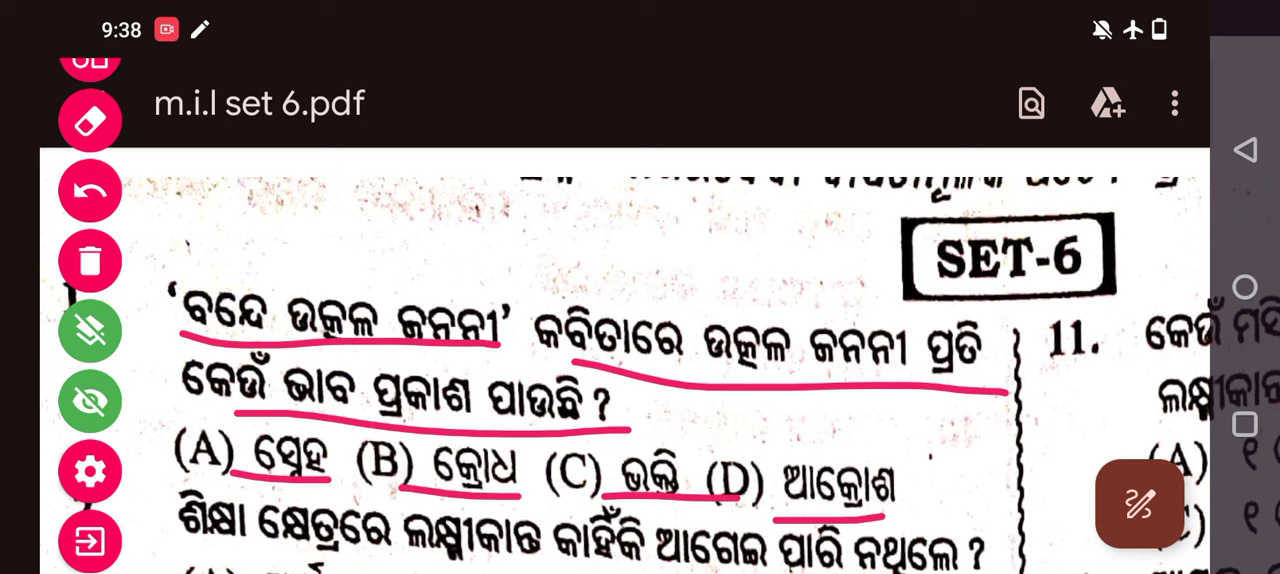 9:38
m.i.l set 6.pdf
SET-6
‘ବନ୍ଦେ ଉତ୍କଳ ଜନନୀ’ କବିତାରେ ଉତ୍କଳ ଜନନୀ ପ୍ରତି
କେଉଁ ଭାବ ପ୍ରକାଶ ପାଉଛି ?
(A) ସ୍ନେହ (B) କ୍ରୋଧ (C) ଭକ୍ତି (D) ଆକ୍ରୋଶ
ଶିକ୍ଷା କ୍ଷେତ୍ରରେ ଲକ୍ଷ୍ମୀକାନ୍ତ କାହିଁକି ଆଗେଇ ପାରି ନଥିଲେ ?
11. କେଉଁ
ଲକ୍ଷ୍ମୀକାନ୍ତ
(A) ୧